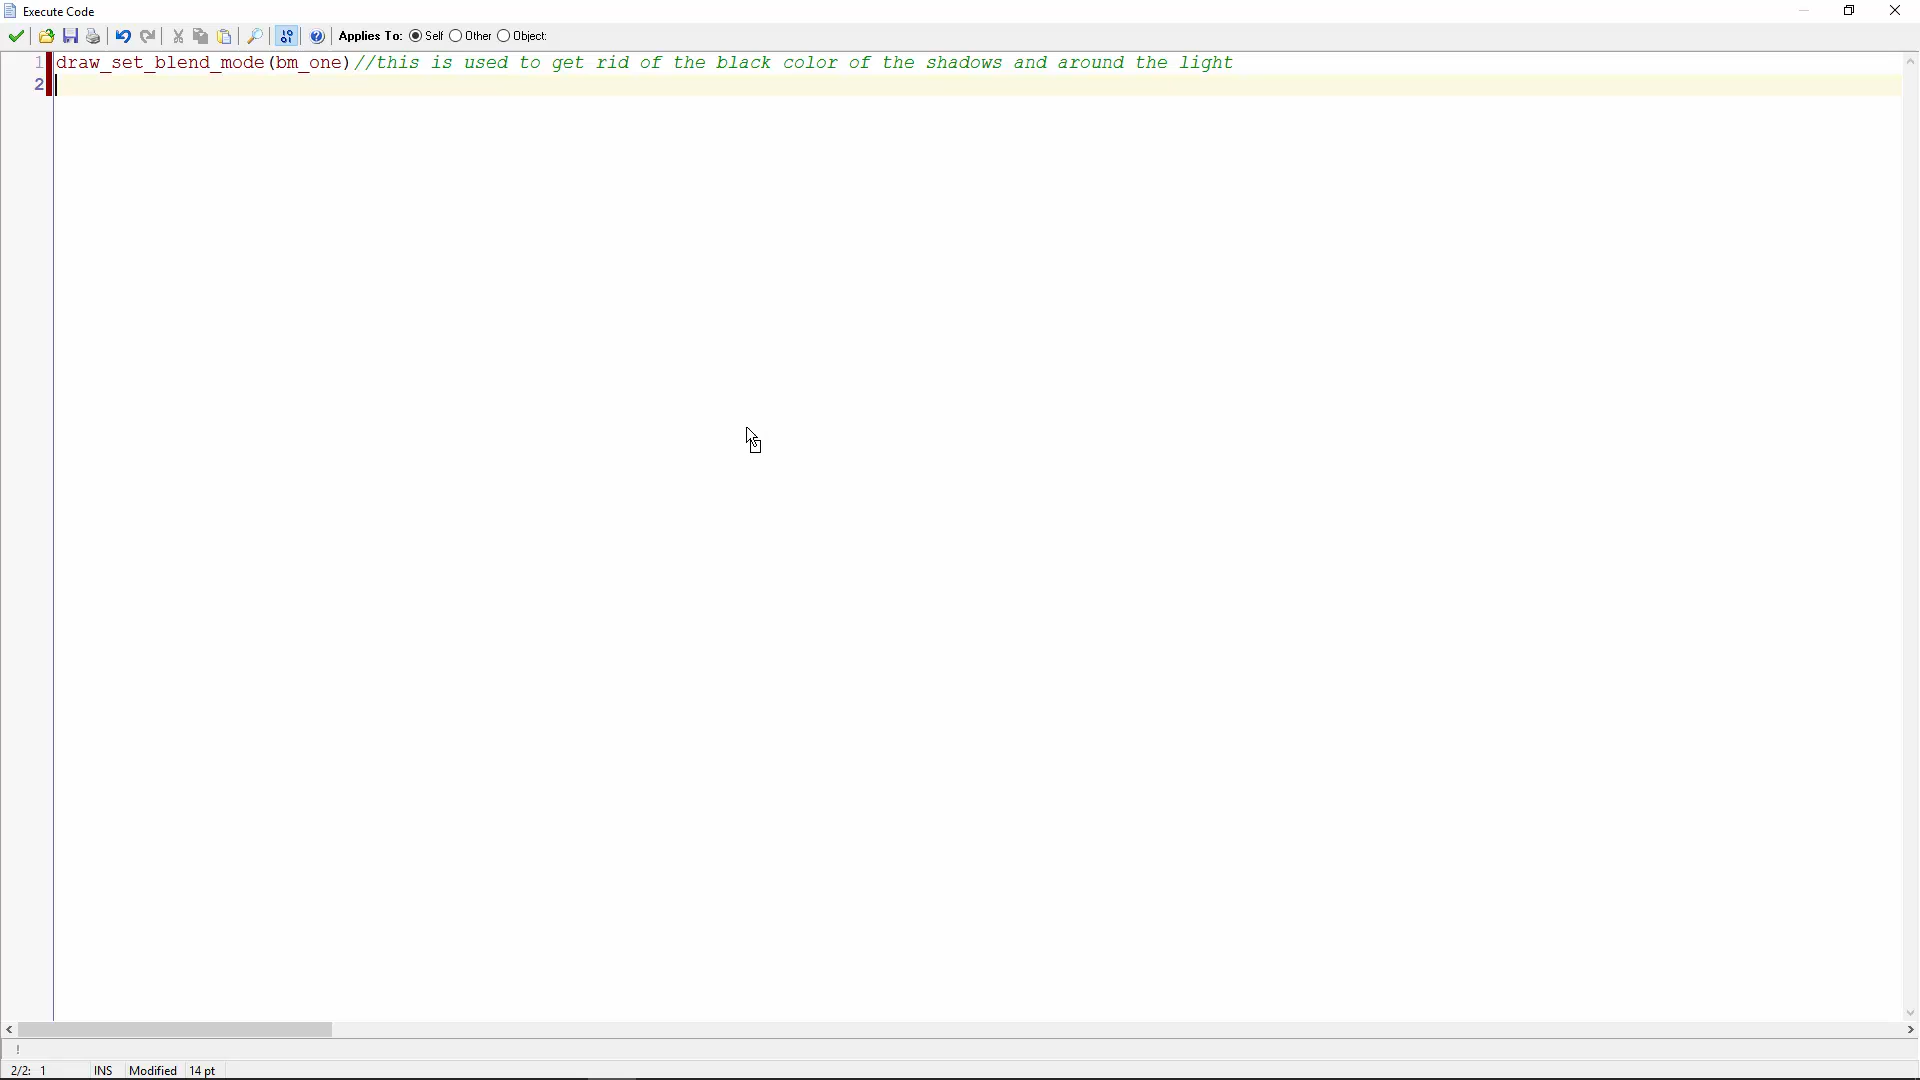 Execute Code
Applies To: Self Other Object:
1 draw_set_blend_mode(bm_one)//this is used to get rid of the black color of the shadows and around the light
2
!
2/2: 1 INS Modified 14 pt